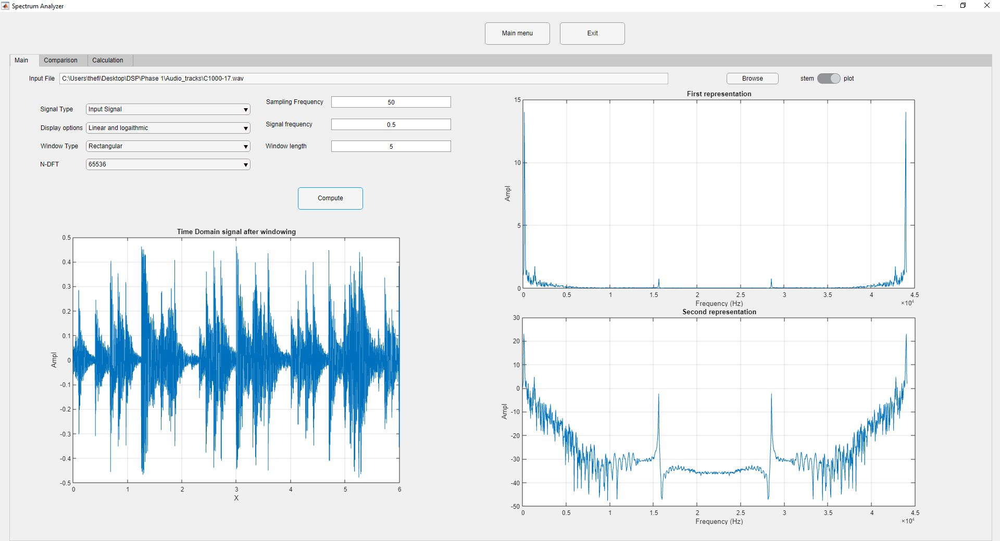 Spectrum Analyzer
Main menu Exit
Main Comparison Calculation
Input File C:\Users\thefi\Desktop\DSP\Phase 1\Audio_tracks\C1000-17.wav Browse stem plot
Signal Type Input Signal
Display options Linear and logaithmic
Window Type Rectangular
N-DFT 65536
Sampling Frequency 50
Signal frequency 0.5
Window length 5
Compute
Time Domain signal after windowing
0.5
0.4
0.3
0.2
0.1
0
-0.1
-0.2
-0.3
-0.4
-0.5
Ampl
0 1 2 3 4 5 6
X
First representation
15
10
5
0
Ampl
0 0.5 1 1.5 2 2.5 3 3.5 4 4.5
Frequency (Hz) ×10⁴
Second representation
30
20
10
0
-10
-20
-30
-40
-50
Ampl
0 0.5 1 1.5 2 2.5 3 3.5 4 4.5
Frequency (Hz) ×10⁴